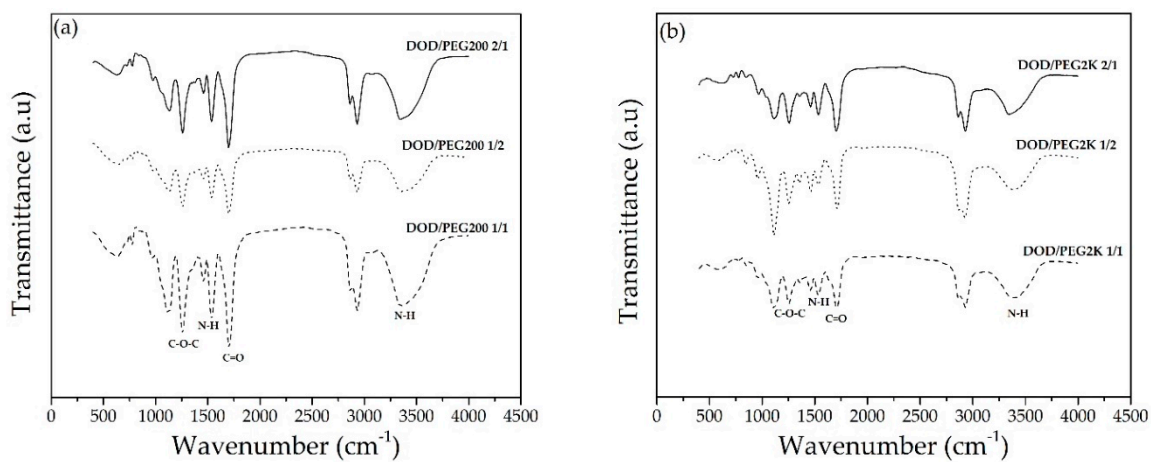 (a)
DOD/PEG200 2/1
DOD/PEG200 1/2
DOD/PEG200 1/1
C-O-C
N-H
C=O
N-H
Transmittance (a.u)
0 500 1000 1500 2000 2500 3000 3500 4000 4500
Wavenumber (cm⁻¹)
(b)
DOD/PEG2K 2/1
DOD/PEG2K 1/2
DOD/PEG2K 1/1
C-O-C
N-H
C=O
N-H
Transmittance (a.u)
0 500 1000 1500 2000 2500 3000 3500 4000 4500
Wavenumber (cm⁻¹)